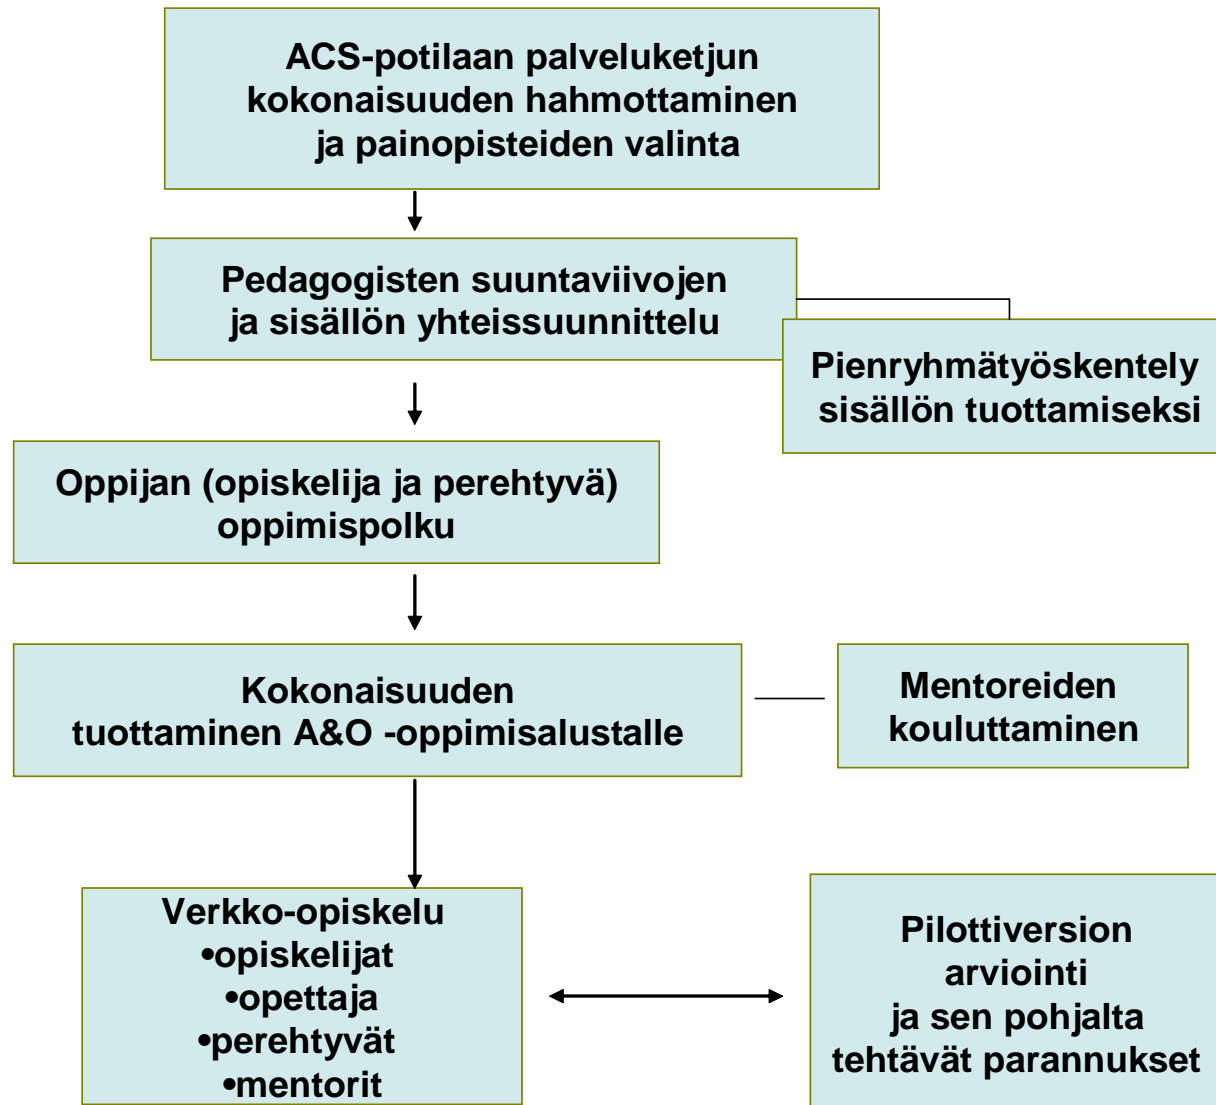 ACS-potilaan palveluketjun
kokonaisuuden hahmottaminen
ja painopisteiden valinta
Pedagogisten suuntaviivojen
ja sisällön yhteissuunnittelu
Pienryhmätyöskentely
sisällön tuottamiseksi
Oppijan (opiskelija ja perehtyvä)
oppimispolku
Kokonaisuuden
tuottaminen A&O -oppimisalustalle
Mentoreiden
kouluttaminen
Verkko-opiskelu
•opiskelijat
•opettaja
•perehtyvät
•mentorit
Pilottiversion
arviointi
ja sen pohjalta
tehtävät parannukset